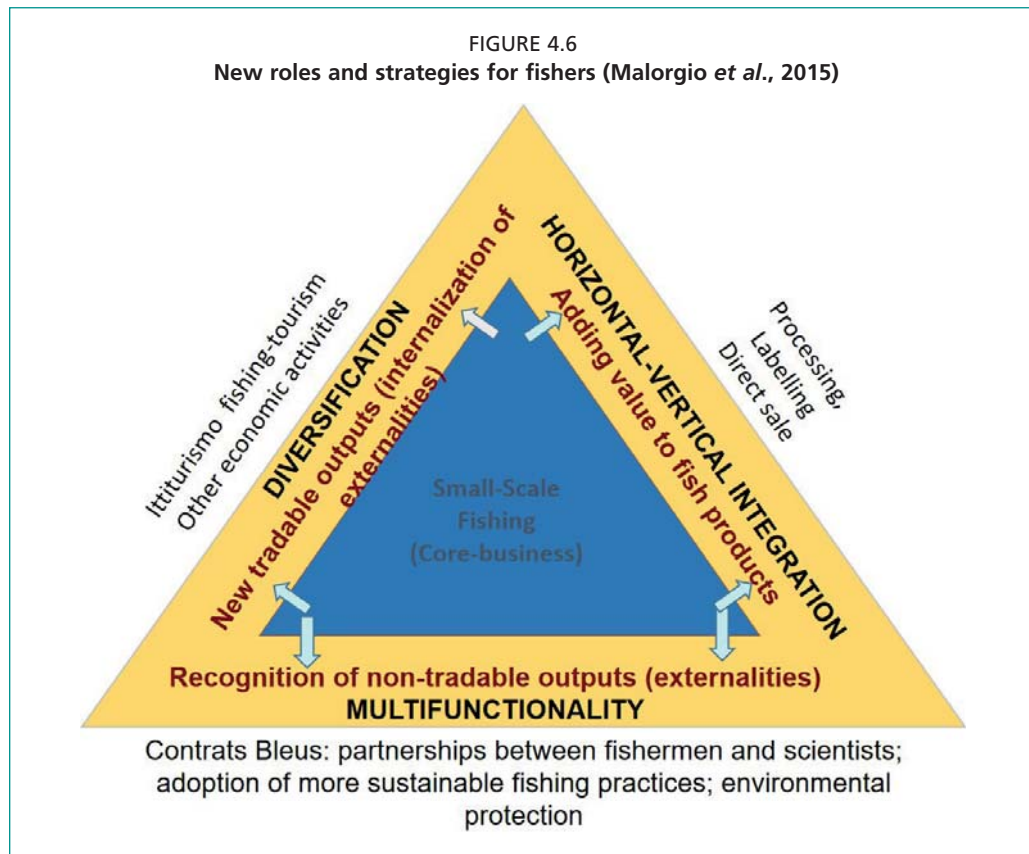 FIGURE 4.6
New roles and strategies for fishers (Malorgio et al., 2015)
Ittiturismo fishing-tourism
Other economic activities
DIVERSIFICATION
New tradable outputs (internalization of
externalities)
HORIZONTAL-VERTICAL INTEGRATION
Adding value to fish products
Processing,
Labelling
Direct sale
Small-Scale
Fishing
(Core-business)
Recognition of non-tradable outputs (externalities)
MULTIFUNCTIONALITY
Contrats Bleus: partnerships between fishermen and scientists;
adoption of more sustainable fishing practices; environmental
protection